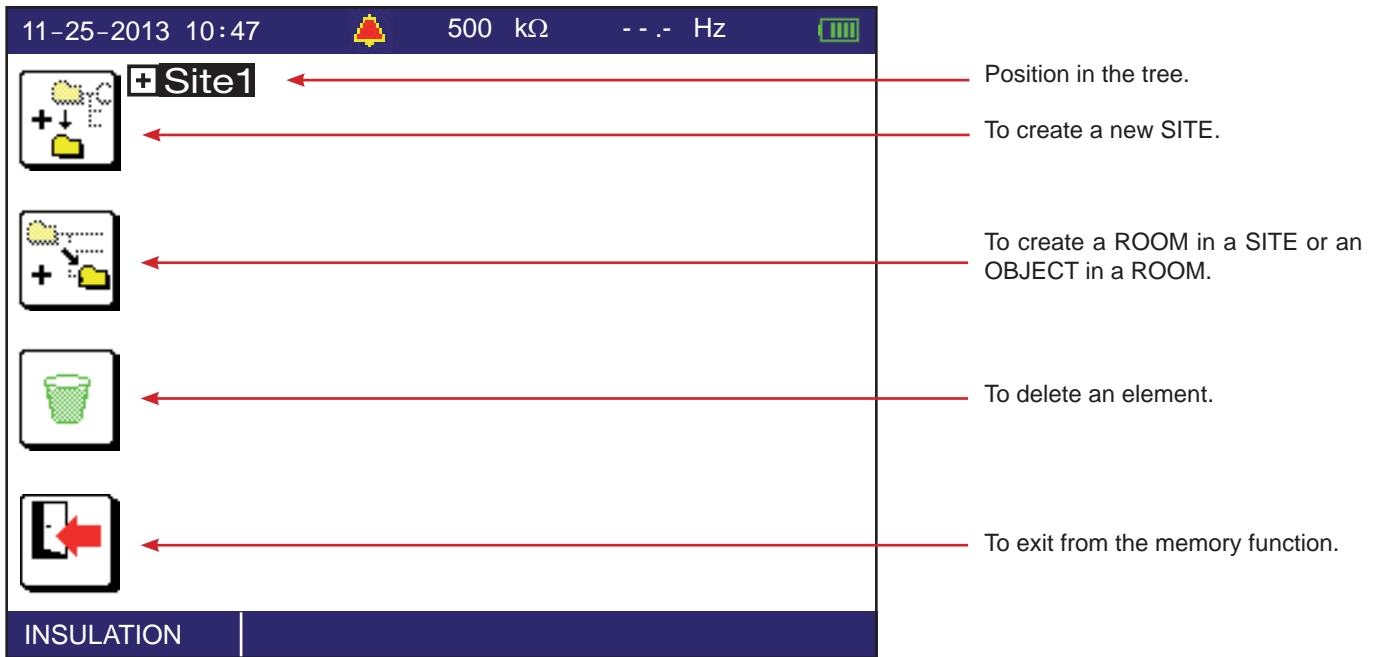 11-25-2013 10:47 500 kΩ - - .- Hz
+ Site1
Position in the tree.
To create a new SITE.
To create a ROOM in a SITE or an
OBJECT in a ROOM.
To delete an element.
To exit from the memory function.
INSULATION